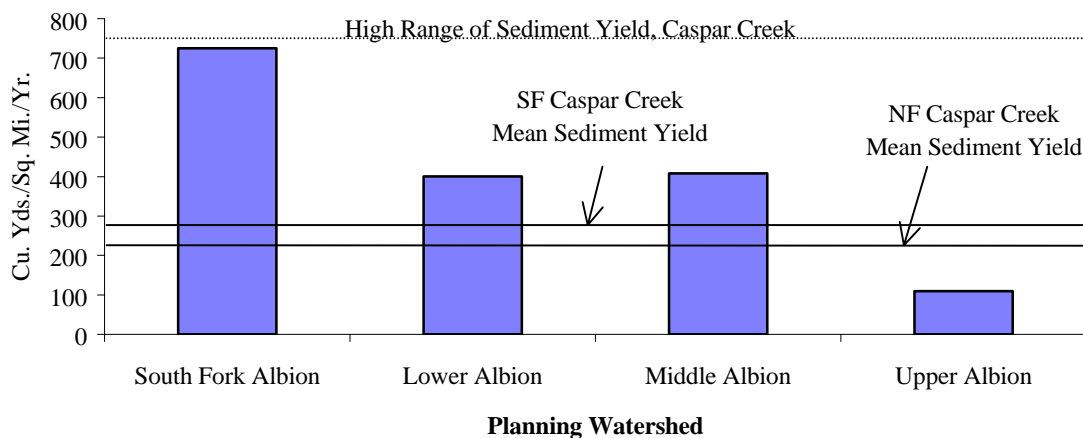 High Range of Sediment Yield, Caspar Creek
SF Caspar Creek
Mean Sediment Yield
NF Caspar Creek
Mean Sediment Yield
Cu. Yds./Sq. Mi./Yr.
800
700
600
500
400
300
200
100
0
South Fork Albion
Lower Albion
Middle Albion
Upper Albion
Planning Watershed